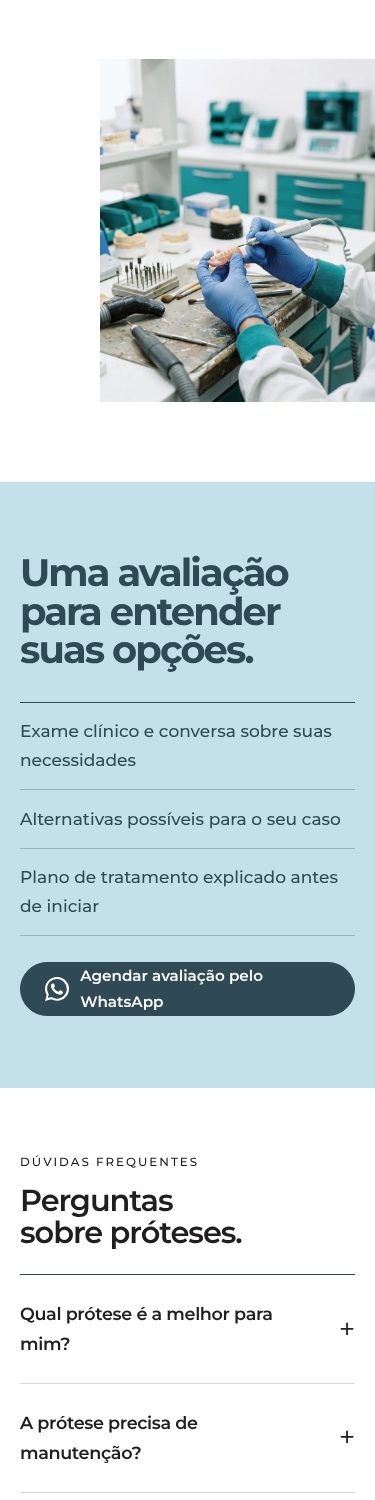 Uma avaliação
para entender
suas opções.
Exame clínico e conversa sobre suas
necessidades
Alternativas possíveis para o seu caso
Plano de tratamento explicado antes
de iniciar
Agendar avaliação pelo
WhatsApp
DÚVIDAS FREQUENTES
Perguntas
sobre próteses.
Qual prótese é a melhor para
mim?
+
A prótese precisa de
manutenção?
+